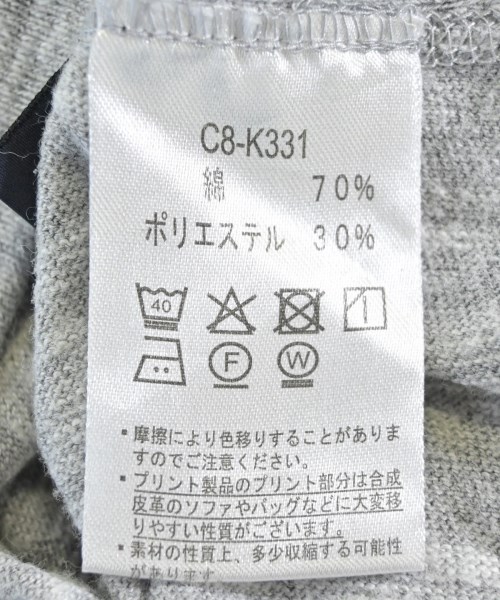 C8-K331
綿 70%
ポリエステル 30%
40
F W
・摩擦により色移りすることがありま
すのでご注意ください。
・プリント製品のプリント部分は合成
皮革のソファやバッグなどに大変移
りやすい性質がございます。
・素材の性質上、多少収縮する可能性
があります。